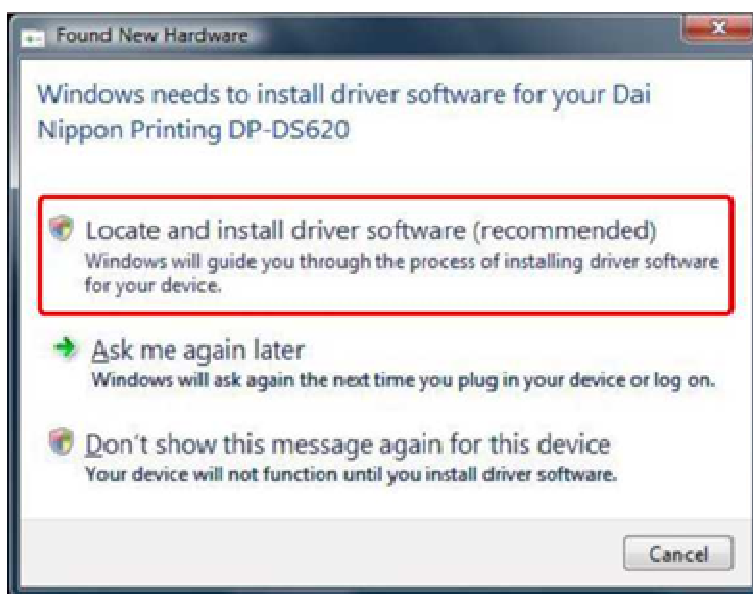 Found New Hardware
Windows needs to install driver software for your Dai
Nippon Printing DP-DS620
Locate and install driver software (recommended)
Windows will guide you through the process of installing driver software
for your device.
Ask me again later
Windows will ask again the next time you plug in your device or log on.
Don't show this message again for this device
Your device will not function until you install driver software.
Cancel